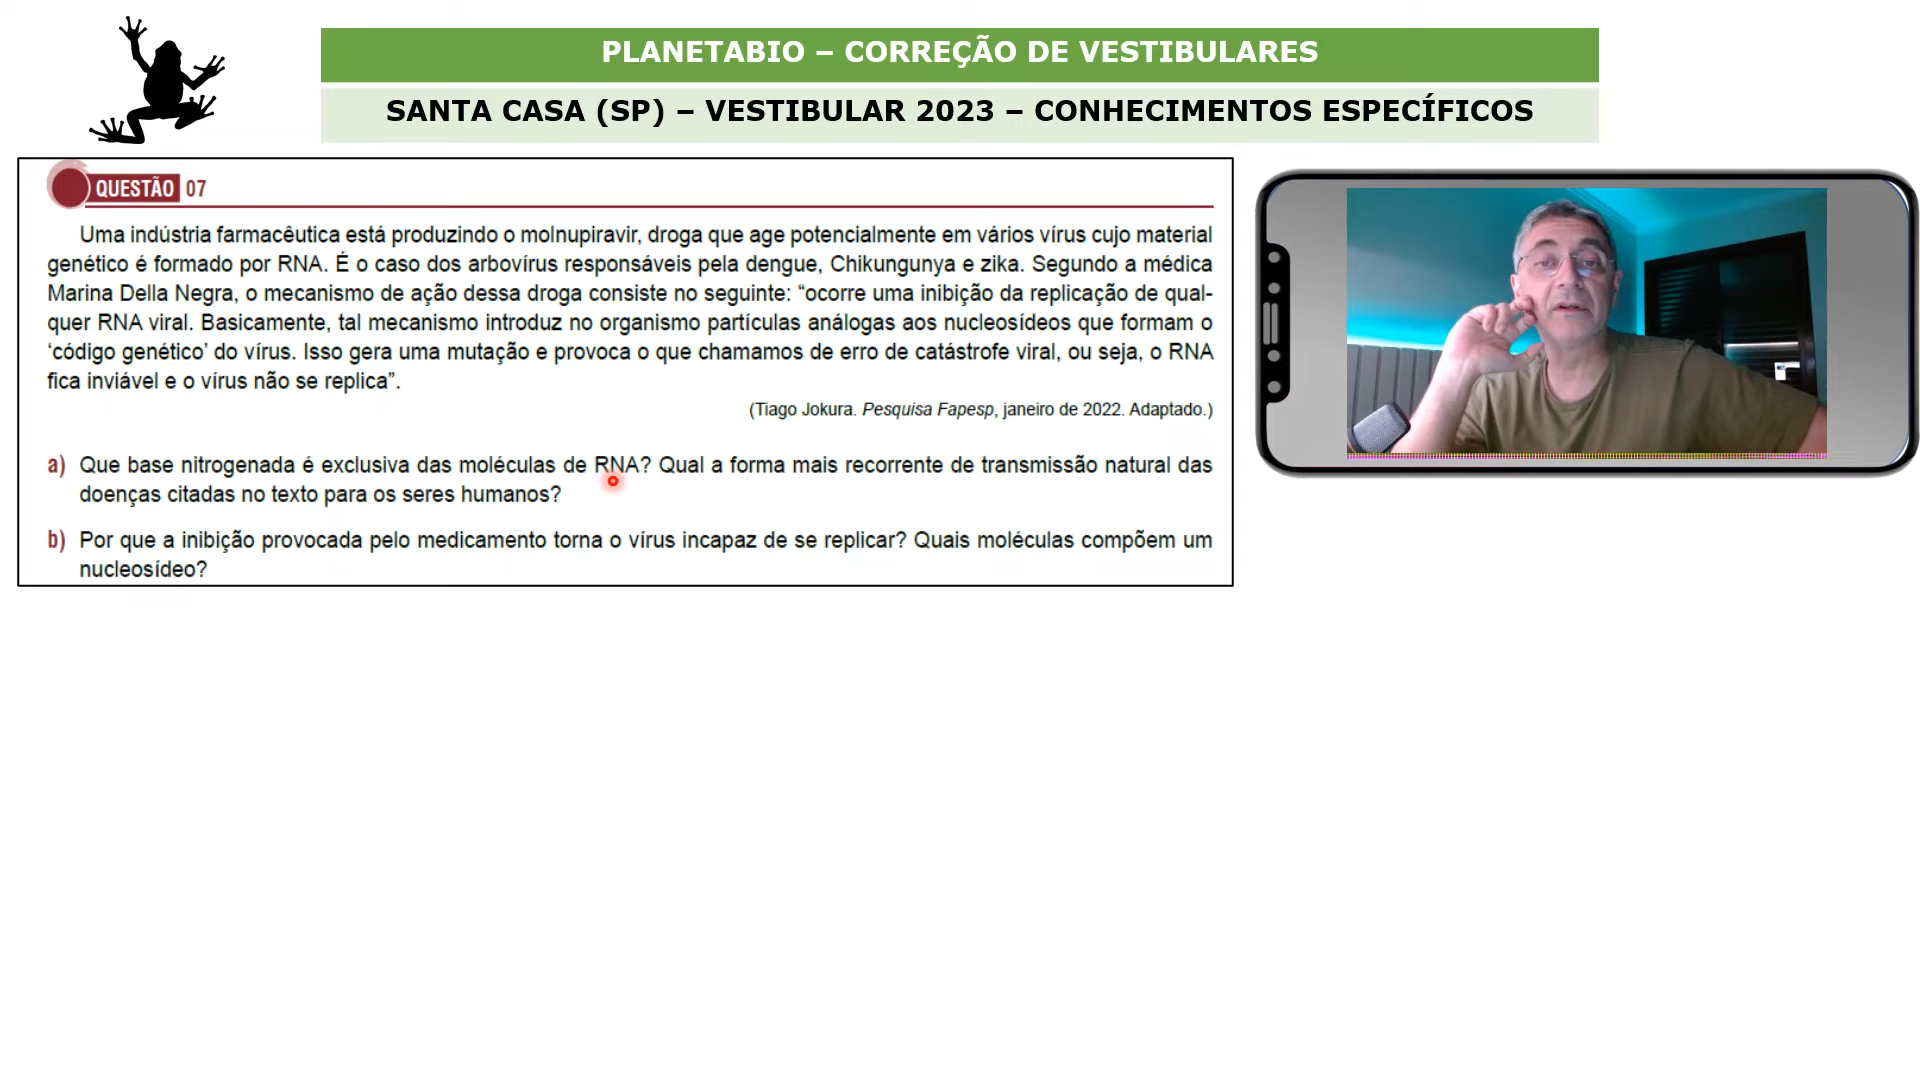 PLANETABIO – CORREÇÃO DE VESTIBULARES
SANTA CASA (SP) – VESTIBULAR 2023 – CONHECIMENTOS ESPECÍFICOS
QUESTÃO 07
Uma indústria farmacêutica está produzindo o molnupiravir, droga que age potencialmente em vários vírus cujo material
genético é formado por RNA. É o caso dos arbovírus responsáveis pela dengue, Chikungunya e zika. Segundo a médica
Marina Della Negra, o mecanismo de ação dessa droga consiste no seguinte: “ocorre uma inibição da replicação de qual-
quer RNA viral. Basicamente, tal mecanismo introduz no organismo partículas análogas aos nucleosídeos que formam o
‘código genético’ do vírus. Isso gera uma mutação e provoca o que chamamos de erro de catástrofe viral, ou seja, o RNA
fica inviável e o vírus não se replica”.
(Tiago Jokura. Pesquisa Fapesp, janeiro de 2022. Adaptado.)
a) Que base nitrogenada é exclusiva das moléculas de RNA? Qual a forma mais recorrente de transmissão natural das
doenças citadas no texto para os seres humanos?
b) Por que a inibição provocada pelo medicamento torna o vírus incapaz de se replicar? Quais moléculas compõem um
nucleosídeo?